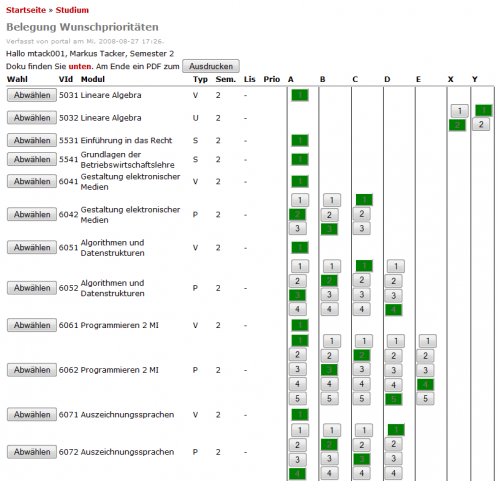 Startseite » Studium
Belegung Wunschprioritäten
Verfasst von portal am Mi, 2008-08-27 17:26.
Hallo mtack001, Markus Tacker, Semester 2
Doku finden Sie unten. Am Ende ein PDF zum Ausdrucken
Wahl VId Modul Typ Sem. Lis Prio A B C D E X Y
Abwählen 5031 Lineare Algebra V 2 - 1
1 1
Abwählen 5032 Lineare Algebra U 2 -
2 2
Abwählen 5531 Einführung in das Recht S 2 - 1
Abwählen 5541 Grundlagen der
Betriebswirtschaftslehre S 2 - 1
Abwählen 6041 Gestaltung elektronischer
Medien V 2 - 1
1 1 1
Abwählen 6042 Gestaltung elektronischer
Medien P 2 - 2 2 2
3 3 3
Abwählen 6051 Algorithmen und
Datenstrukturen V 2 - 1
1 1 1 1
2 2 2 2
Abwählen 6052 Algorithmen und
Datenstrukturen P 2 -
3 3 3 3
4 4 4 4
Abwählen 6061 Programmieren 2 MI V 2 - 1
1 1 1 1 1
2 2 2 2 2
Abwählen 6062 Programmieren 2 MI P 2 - 3 3 3 3 3
4 4 4 4 4
5 5 5 5 5
Abwählen 6071 Auszeichnungssprachen V 2 - 1
1 1 1 1
2 2 2 2
Abwählen 6072 Auszeichnungssprachen P 2 -
3 3 3 3
4 4 4 4